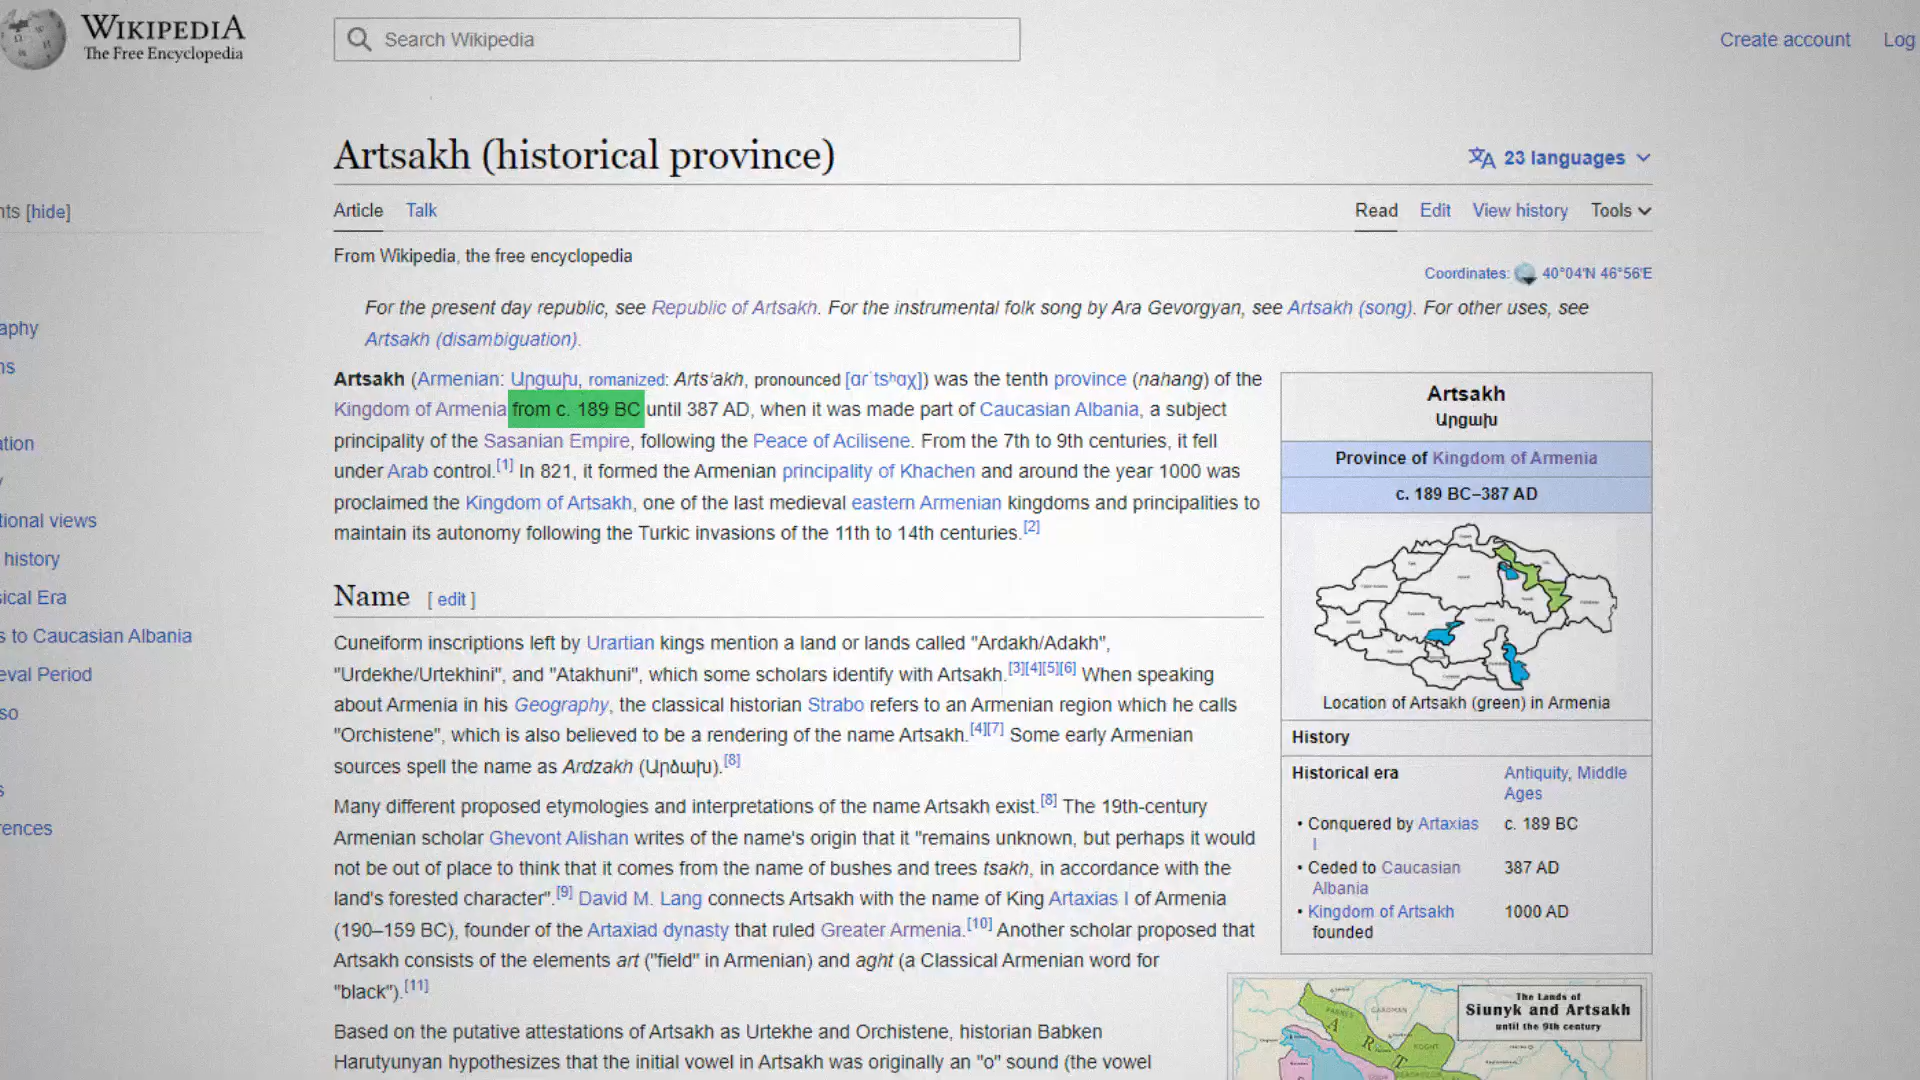 WIKIPEDIA
The Free Encyclopedia
Search Wikipedia
Create account
Log
Artsakh (historical province)
23 languages
nts [hide]
Article Talk
Read Edit View history Tools
From Wikipedia, the free encyclopedia
Coordinates: 40°04'N 46°56'E
For the present day republic, see Republic of Artsakh. For the instrumental folk song by Ara Gevorgyan, see Artsakh (song). For other uses, see
Artsakh (disambiguation).
Artsakh (Armenian: Արցախ, romanized: Arts'akh, pronounced [ɑɾˈtsʰɑχ]) was the tenth province (nahang) of the
Kingdom of Armenia from c. 189 BC until 387 AD, when it was made part of Caucasian Albania, a subject
principality of the Sasanian Empire, following the Peace of Acilisene. From the 7th to 9th centuries, it fell
under Arab control.[1] In 821, it formed the Armenian principality of Khachen and around the year 1000 was
proclaimed the Kingdom of Artsakh, one of the last medieval eastern Armenian kingdoms and principalities to
maintain its autonomy following the Turkic invasions of the 11th to 14th centuries.[2]
Name [ edit ]
Cuneiform inscriptions left by Urartian kings mention a land or lands called "Ardakh/Adakh",
"Urdekhe/Urtekhini", and "Atakhuni", which some scholars identify with Artsakh.[3][4][5][6] When speaking
about Armenia in his Geography, the classical historian Strabo refers to an Armenian region which he calls
"Orchistene", which is also believed to be a rendering of the name Artsakh.[4][7] Some early Armenian
sources spell the name as Ardzakh (Արձախ).[8]
Many different proposed etymologies and interpretations of the name Artsakh exist.[8] The 19th-century
Armenian scholar Ghevont Alishan writes of the name's origin that it "remains unknown, but perhaps it would
not be out of place to think that it comes from the name of bushes and trees tsakh, in accordance with the
land's forested character".[9] David M. Lang connects Artsakh with the name of King Artaxias I of Armenia
(190–159 BC), founder of the Artaxiad dynasty that ruled Greater Armenia.[10] Another scholar proposed that
Artsakh consists of the elements art ("field" in Armenian) and aght (a Classical Armenian word for
"black").[11]
Based on the putative attestations of Artsakh as Urtekhe and Orchistene, historian Babken
Harutyunyan hypothesizes that the initial vowel in Artsakh was originally an "o" sound (the vowel
aphy
ns
ation
y
tional views
history
sical Era
s to Caucasian Albania
eval Period
so
s
rences
Artsakh
Արցախ
Province of Kingdom of Armenia
c. 189 BC–387 AD
Location of Artsakh (green) in Armenia
History
Historical era Antiquity, Middle
Ages
• Conquered by Artaxias c. 189 BC
I
• Ceded to Caucasian 387 AD
Albania
• Kingdom of Artsakh 1000 AD
founded
The Lands of
Siunyk and Artsakh
until the 9th century
GARDMAN
A
R
T